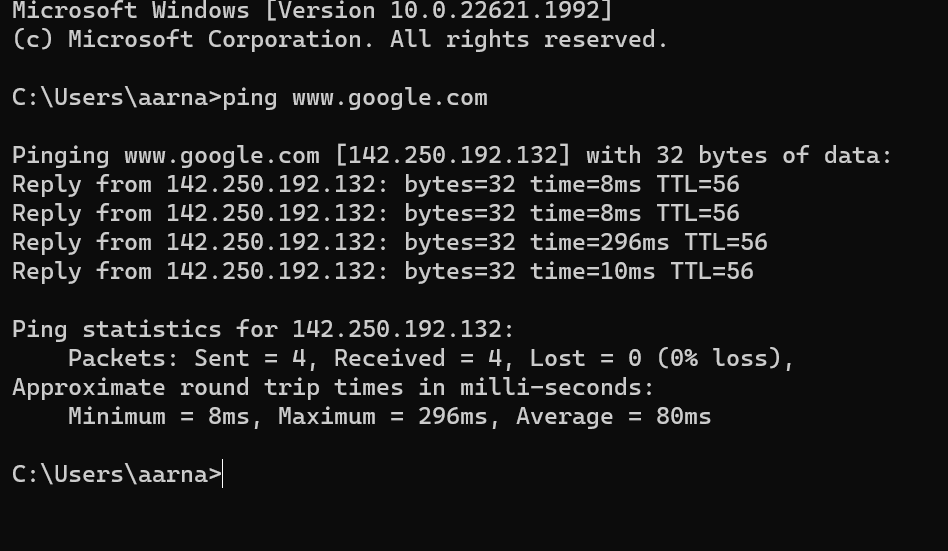 Microsoft Windows [Version 10.0.22621.1992]
(c) Microsoft Corporation. All rights reserved.
C:\Users\aarna>ping www.google.com
Pinging www.google.com [142.250.192.132] with 32 bytes of data:
Reply from 142.250.192.132: bytes=32 time=8ms TTL=56
Reply from 142.250.192.132: bytes=32 time=8ms TTL=56
Reply from 142.250.192.132: bytes=32 time=296ms TTL=56
Reply from 142.250.192.132: bytes=32 time=10ms TTL=56
Ping statistics for 142.250.192.132:
    Packets: Sent = 4, Received = 4, Lost = 0 (0% loss),
Approximate round trip times in milli-seconds:
    Minimum = 8ms, Maximum = 296ms, Average = 80ms
C:\Users\aarna>